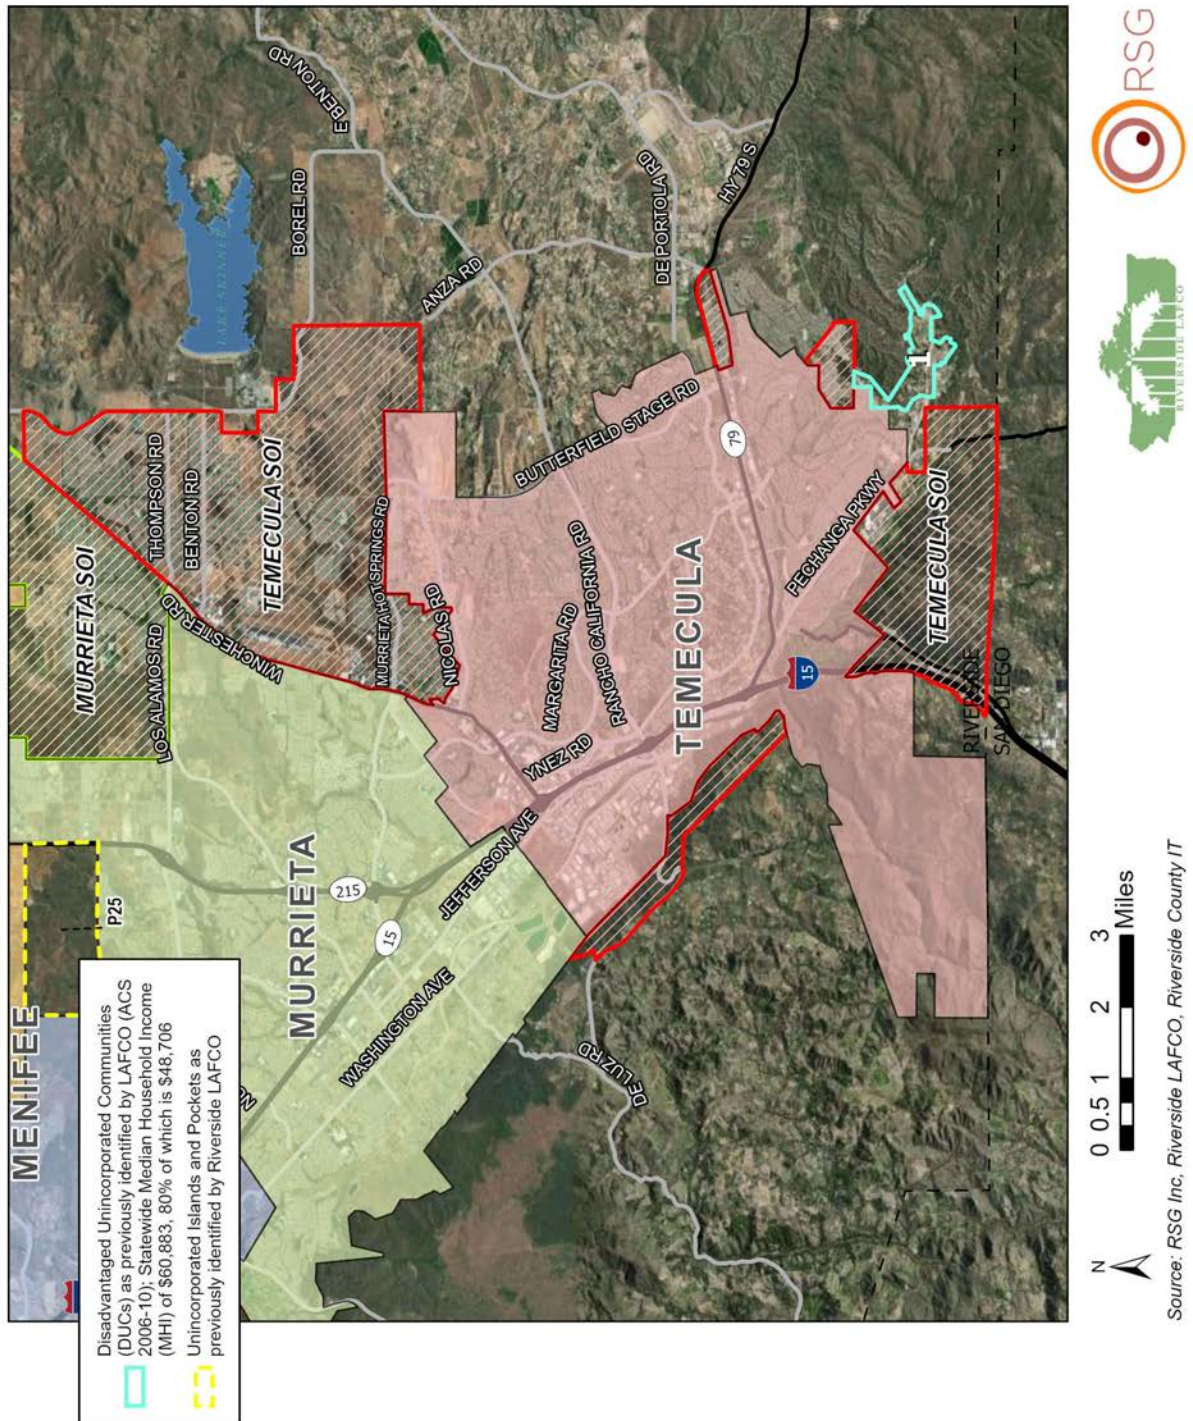 MENIFEE
P25
MURRIETA SOI
THOMPSON RD
BENTON RD
LOS ALAMOS RD
WINCHESTER RD
TEMECULA SOI
LAKE SKINNER
BOREL RD
E BENTON RD
ANZA RD
MURRIETA
215
15
JEFFERSON AVE
WASHINGTON AVE
MURRIETA HOT SPRINGS RD
NICOLAS RD
MARGARITA RD
RANCHO CALIFORNIA RD
YNEZ RD
BUTTERFIELD STAGE RD
DE PORTOLA RD
HY 79 S
79
TEMECULA
PECHANGA PKWY
15
DE LUZ RD
TEMECULA SOI
1
RIVERSIDE
SAN DIEGO
Disadvantaged Unincorporated Communities
(DUCs) as previously identified by LAFCO (ACS
2006-10); Statewide Median Household Income
(MHI) of $60,883, 80% of which is $48,706
Unincorporated Islands and Pockets as
previously identified by Riverside LAFCO
N
0 0.5 1 2 3
Miles
RIVERSIDE LAFCO
RSG
Source: RSG Inc, Riverside LAFCO, Riverside County IT